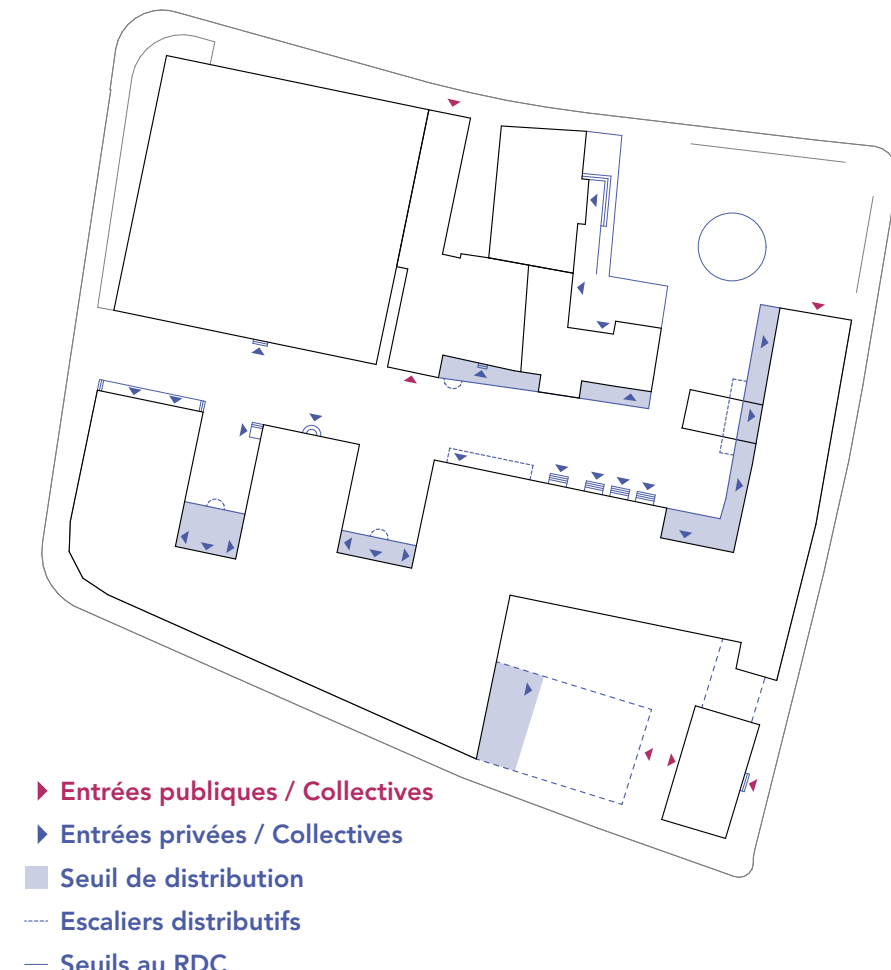 Entrées publiques / Collectives
Entrées privées / Collectives
Seuil de distribution
Escaliers distributifs
Seuils au RDC